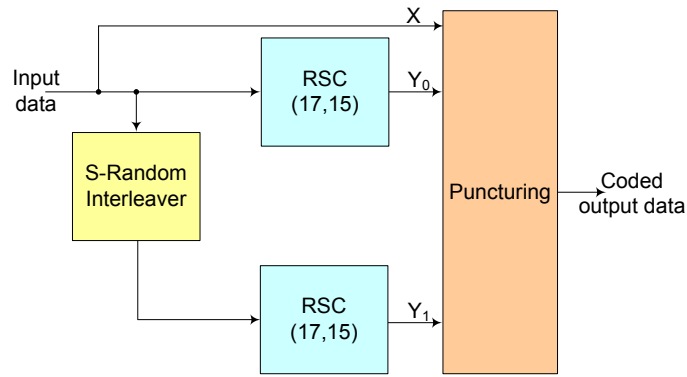 X
Input
data
RSC
(17,15)
Y0
S-Random
Interleaver
Puncturing
Coded
output data
RSC
(17,15)
Y1